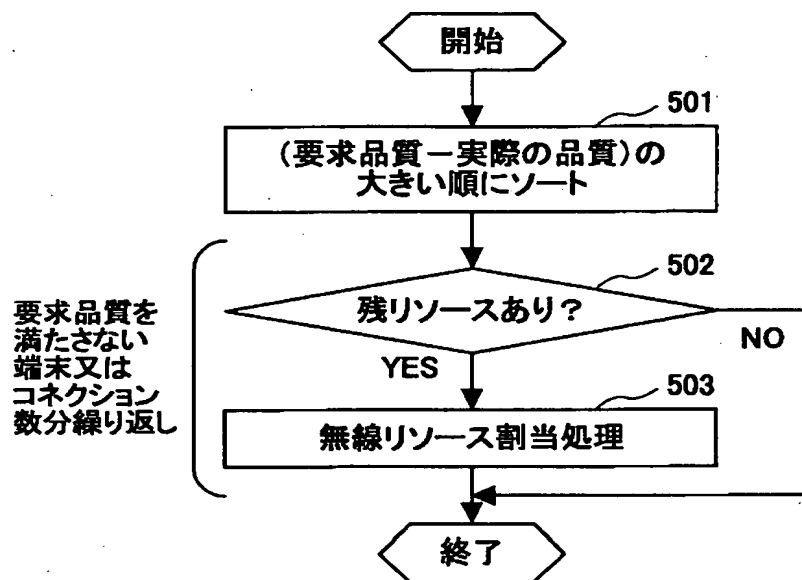 開始
501
(要求品質－実際の品質)の
大きい順にソート
502
残リソースあり?
NO
YES
要求品質を
満たさない
端末又は
コネクション
数分繰り返し
503
無線リソース割当処理
終了